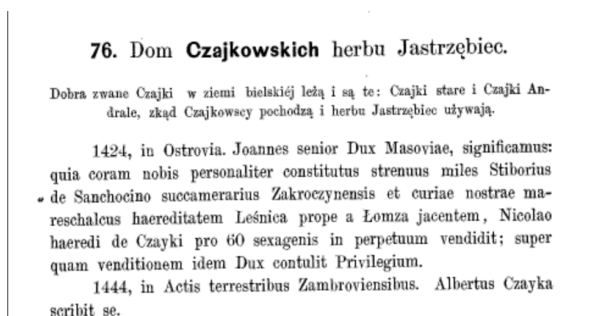 76. Dom Czajkowskich herbu Jastrzębiec.
Dobra zwane Czajki w ziemi bielskiéj leżą i są te: Czajki stare i Czajki An-
drale, zkąd Czajkowscy pochodzą i herbu Jastrzębiec używają.
1424, in Ostrovia. Joannes senior Dux Masoviae, significamus:
quia coram nobis personaliter constitutus strenuus miles Stiborius
de Sanchocino succamerarius Zakroczynensis et curiae nostrae ma-
reschalcus haereditatem Leśnica prope a Łomza jacentem, Nicolao
haeredi de Czayki pro 60 sexagenis in perpetuum vendidit; super
quam venditionem idem Dux contulit Privilegium.
1444, in Actis terrestribus Zambroviensibus. Albertus Czayka
scribit se.